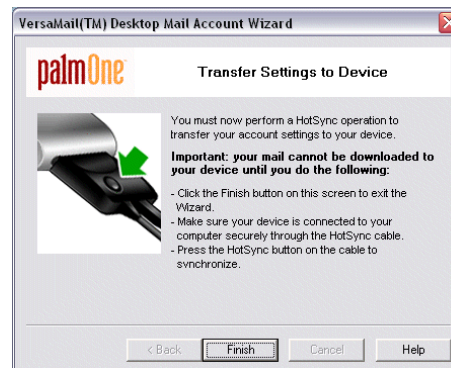 VersaMail(TM) Desktop Mail Account Wizard
palmOne
Transfer Settings to Device
You must now perform a HotSync operation to
transfer your account settings to your device.
Important: your mail cannot be downloaded to
your device until you do the following:
- Click the Finish button on this screen to exit the
Wizard.
- Make sure your device is connected to your
computer securely through the HotSync cable.
- Press the HotSync button on the cable to
synchronize.
< Back
Finish
Cancel
Help